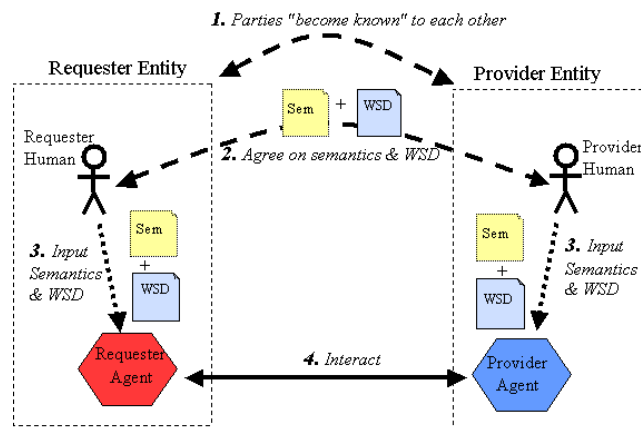 1. Parties "become known" to each other
Requester Entity
Provider Entity
Sem
+
WSD
Requester
Human
Provider
Human
2. Agree on semantics & WSD
3. Input
Semantics
& WSD
Sem
+
WSD
Sem
+
WSD
3. Input
Semantics
& WSD
Requester
Agent
4. Interact
Provider
Agent